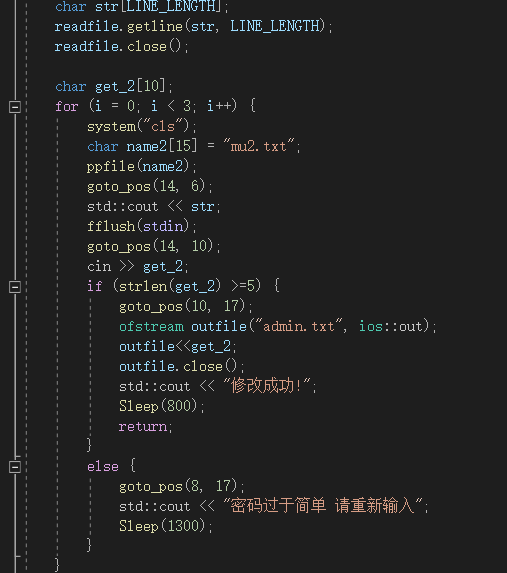 char str[LINE_LENGTH];
readfile.getline(str, LINE_LENGTH);
readfile.close();
char get_2[10];
for (i = 0; i < 3; i++) {
system("cls");
char name2[15] = "mu2.txt";
ppfile(name2);
goto_pos(14, 6);
std::cout << str;
fflush(stdin);
goto_pos(14, 10);
cin >> get_2;
if (strlen(get_2) >=5) {
goto_pos(10, 17);
ofstream outfile("admin.txt", ios::out);
outfile<<get_2;
outfile.close();
std::cout << "修改成功!";
Sleep(800);
return;
}
else {
goto_pos(8, 17);
std::cout << "密码过于简单 请重新输入";
Sleep(1300);
}
}